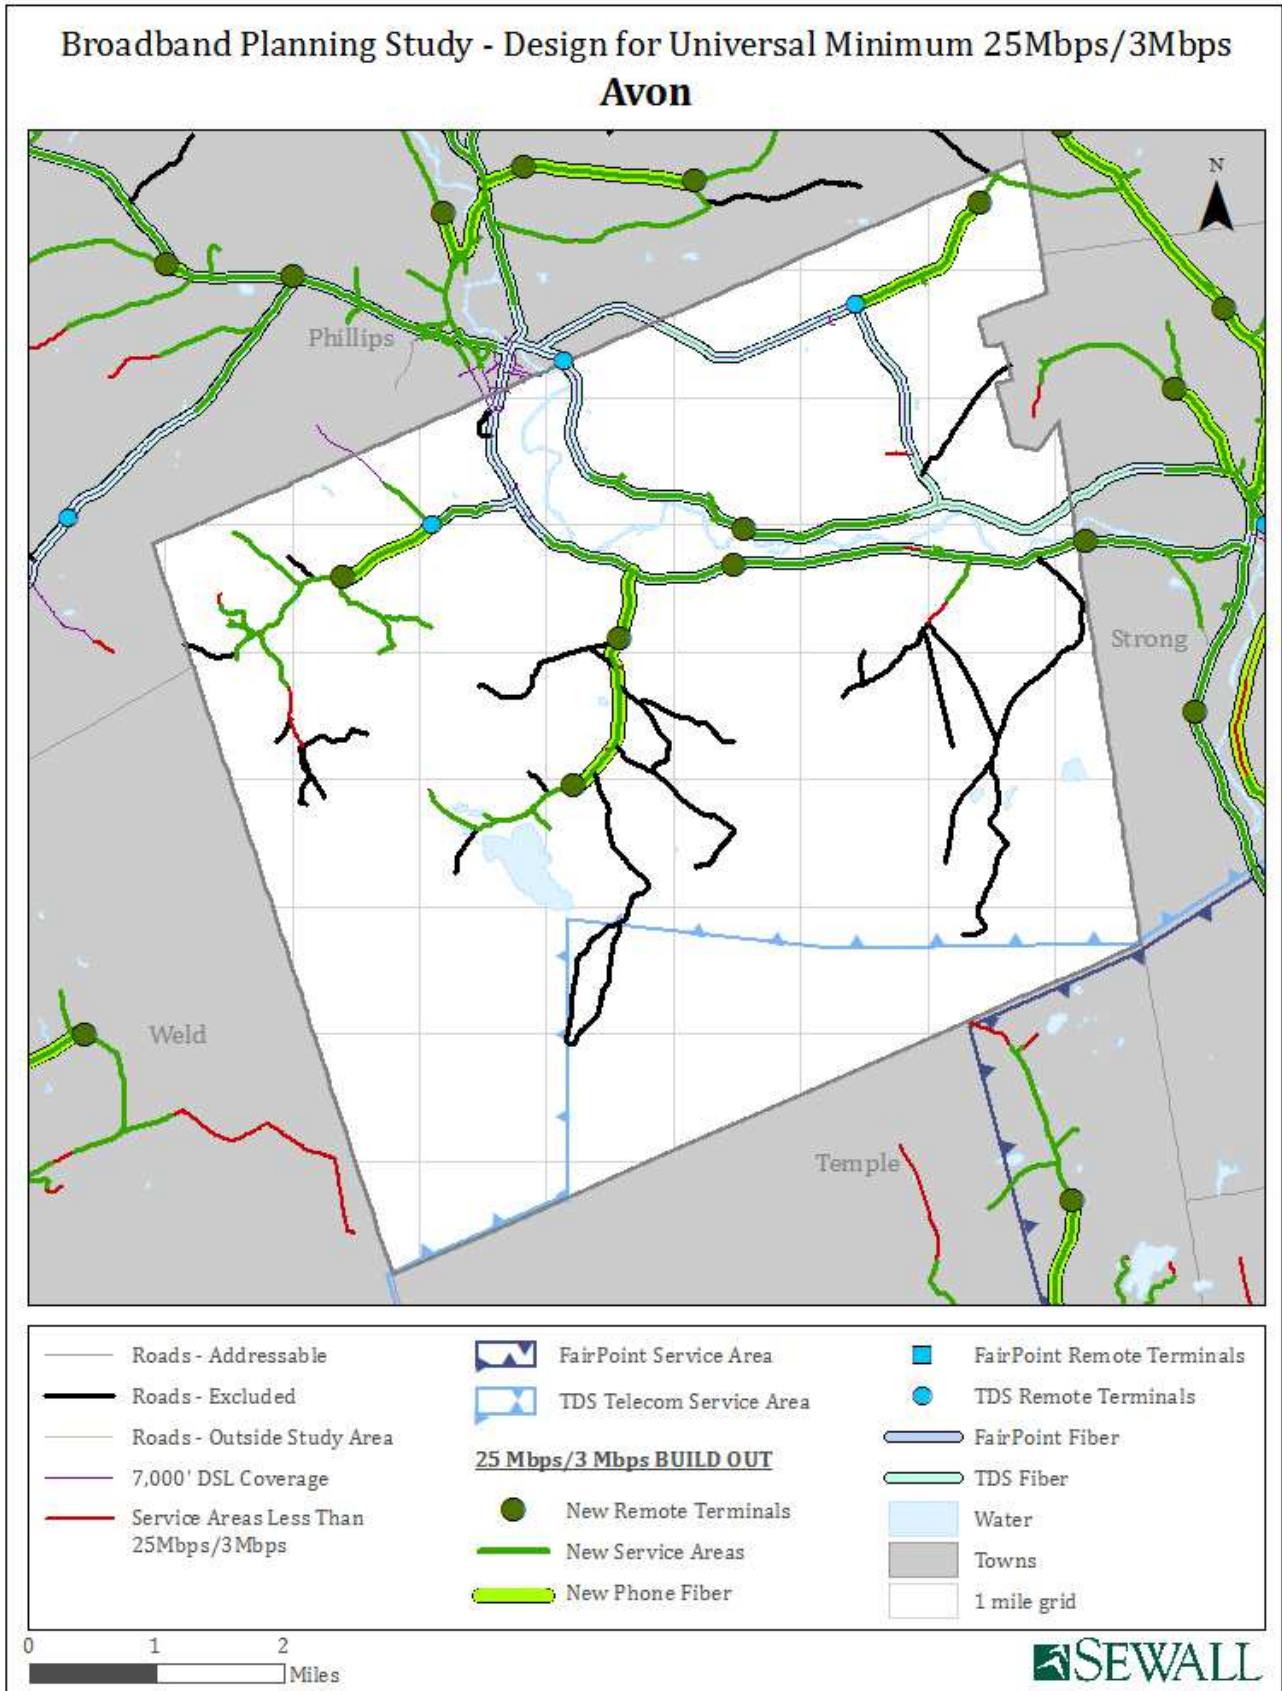 Broadband Planning Study - Design for Universal Minimum 25Mbps/3Mbps
Avon
N
Phillips
Strong
Weld
Temple
Roads - Addressable
Roads - Excluded
Roads - Outside Study Area
7,000' DSL Coverage
Service Areas Less Than
25Mbps/3Mbps
FairPoint Service Area
TDS Telecom Service Area
25 Mbps/3 Mbps BUILD OUT
New Remote Terminals
New Service Areas
New Phone Fiber
FairPoint Remote Terminals
TDS Remote Terminals
FairPoint Fiber
TDS Fiber
Water
Towns
1 mile grid
0 1 2
Miles
SEWALL